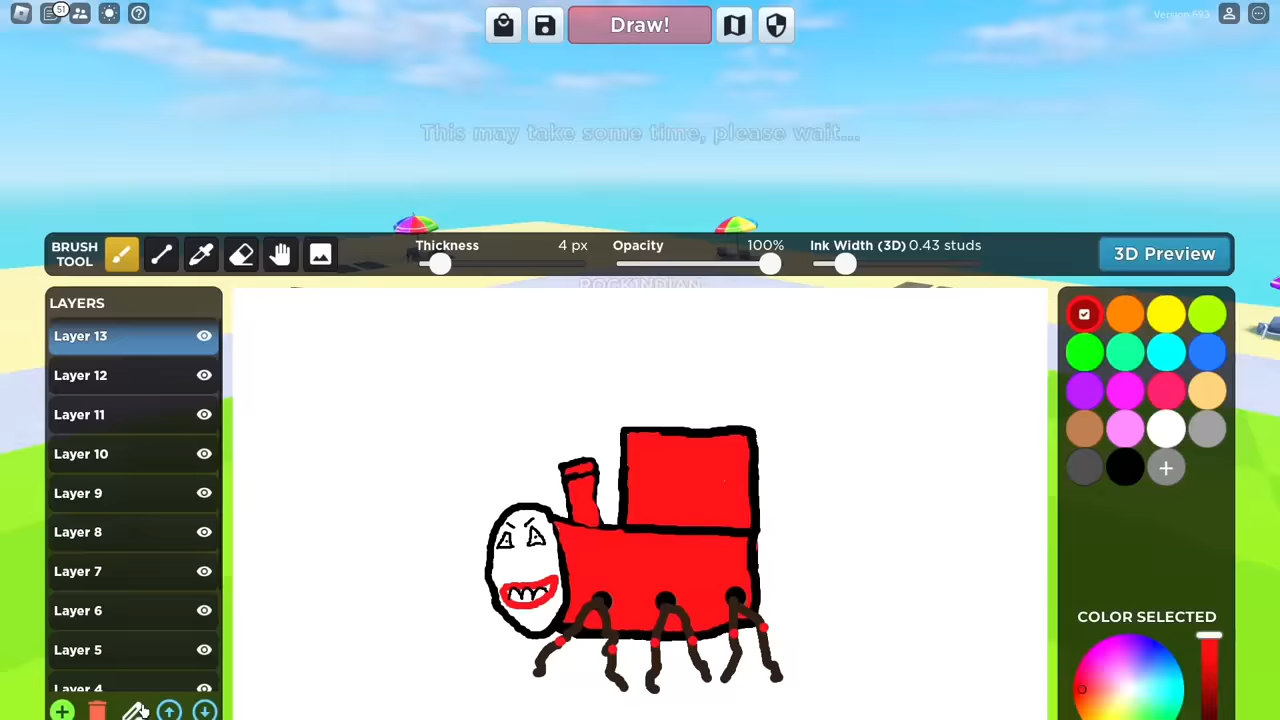 51
Draw!
Version 693
This may take some time, please wait...
BRUSH
TOOL
Thickness
4 px
Opacity
100%
Ink Width (3D)
0.43 studs
3D Preview
ROCKINDIAN
LAYERS
Layer 13
Layer 12
Layer 11
Layer 10
Layer 9
Layer 8
Layer 7
Layer 6
Layer 5
Layer 4
COLOR SELECTED